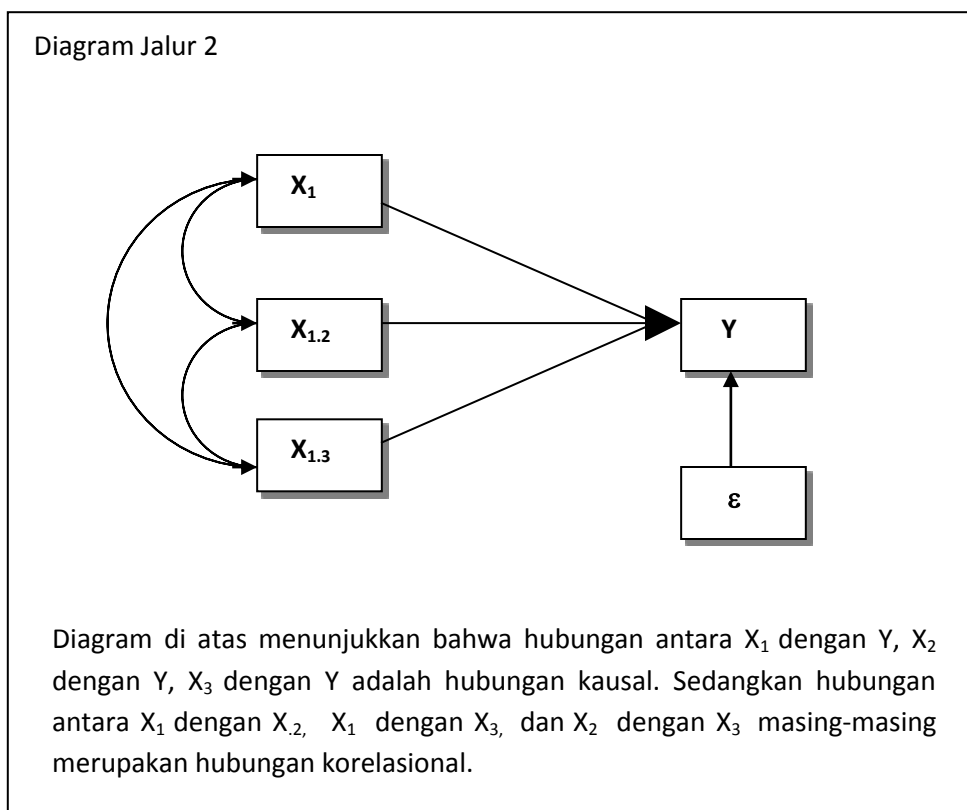 Diagram Jalur 2
X₁
X₁.₂
Y
X₁.₃
ε
Diagram di atas menunjukkan bahwa hubungan antara X₁ dengan Y, X₂
dengan Y, X₃ dengan Y adalah hubungan kausal. Sedangkan hubungan
antara X₁ dengan X.₂, X₁ dengan X₃, dan X₂ dengan X₃ masing-masing
merupakan hubungan korelasional.